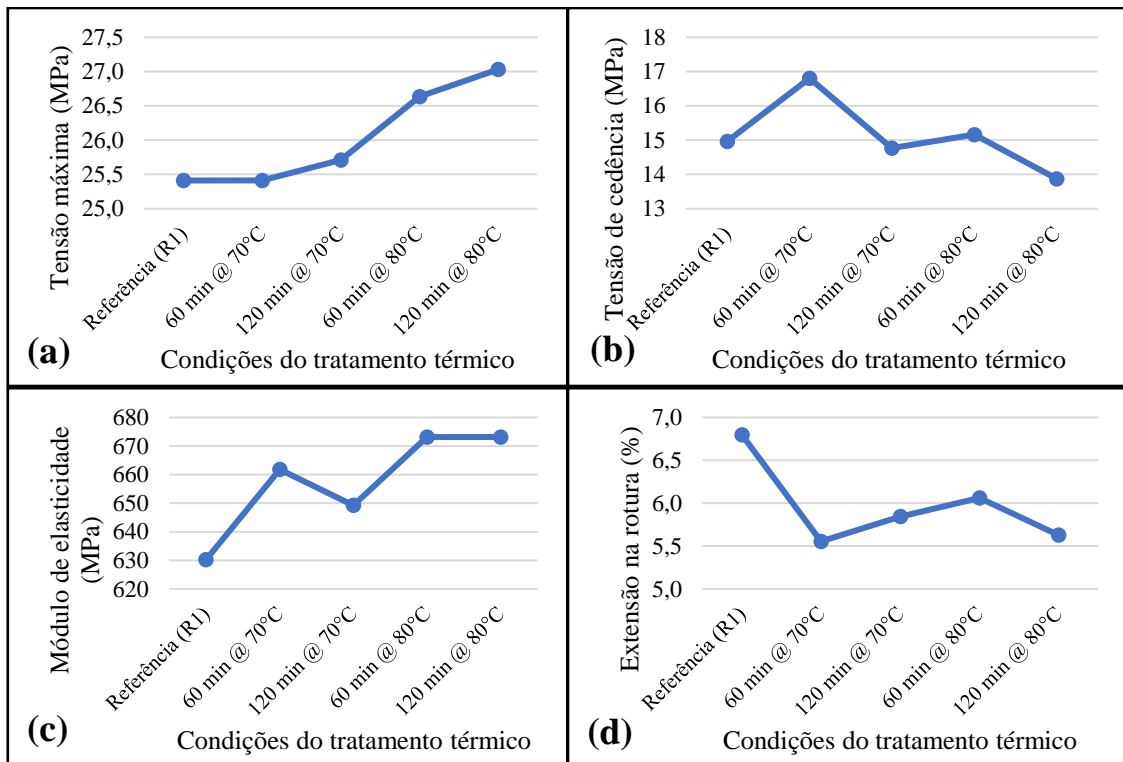 Tensão máxima (MPa)
27,5
27,0
26,5
26,0
25,5
25,0
Referência (R1)
60 min @ 70°C
120 min @ 70°C
60 min @ 80°C
120 min @ 80°C
(a)
Condições do tratamento térmico
Tensão de cedência (MPa)
18
17
16
15
14
13
Referência (R1)
60 min @ 70°C
120 min @ 70°C
60 min @ 80°C
120 min @ 80°C
(b)
Condições do tratamento térmico
Módulo de elasticidade
(MPa)
680
670
660
650
640
630
620
Referência (R1)
60 min @ 70°C
120 min @ 70°C
60 min @ 80°C
120 min @ 80°C
(c)
Condições do tratamento térmico
Extensão na rotura (%)
7,0
6,5
6,0
5,5
5,0
Referência (R1)
60 min @ 70°C
120 min @ 70°C
60 min @ 80°C
120 min @ 80°C
(d)
Condições do tratamento térmico